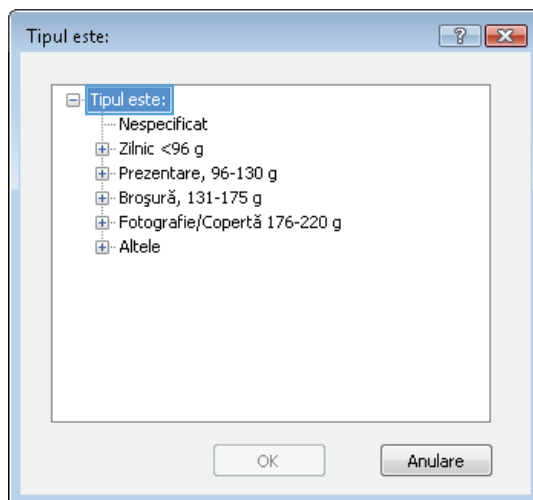 Tipul este:
Tipul este:
Nespecificat
Zilnic <96 g
Prezentare, 96-130 g
Broşură, 131-175 g
Fotografie/Copertă 176-220 g
Altele
OK
Anulare